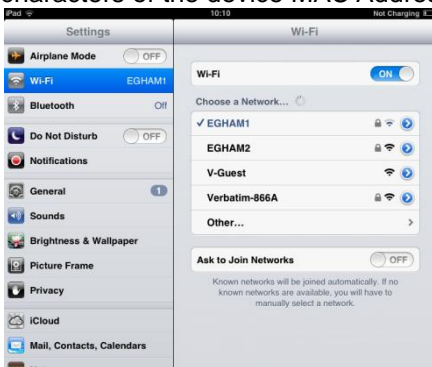 characters of the device MAC Addre
iPad 10:10 Not Charging
Settings
Airplane Mode OFF
Wi-Fi EGHAM1
Bluetooth Off
Do Not Disturb OFF
Notifications
General 1
Sounds
Brightness & Wallpaper
Picture Frame
Privacy
iCloud
Mail, Contacts, Calendars
Wi-Fi
Wi-Fi ON
Choose a Network...
✓ EGHAM1
EGHAM2
V-Guest
Verbatim-866A
Other...
Ask to Join Networks OFF
Known networks will be joined automatically. If no
known networks are available, you will have to
manually select a network.